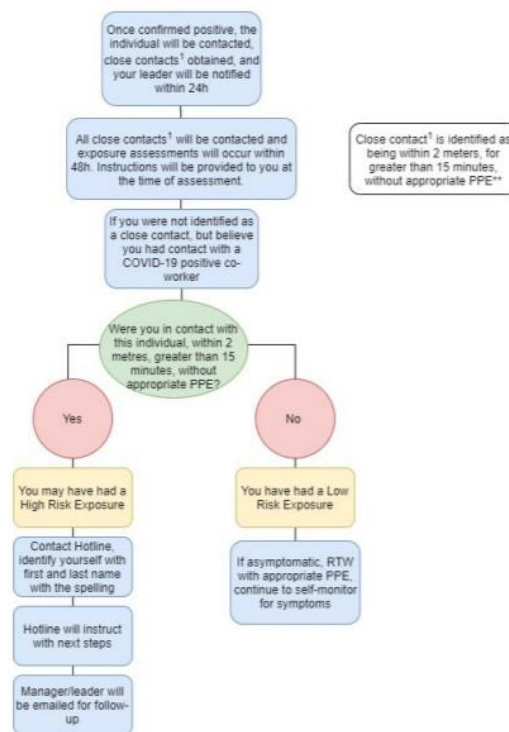 Once confirmed positive, the
individual will be contacted,
close contacts¹ obtained, and
your leader will be notified
within 24h
All close contacts¹ will be contacted and
exposure assessments will occur within
48h. Instructions will be provided to you at
the time of assessment.
Close contact¹ is identified as
being within 2 meters, for
greater than 15 minutes,
without appropriate PPE**
If you were not identified as
a close contact, but believe
you had contact with a
COVID-19 positive co-
worker
Were you in contact with
this individual, within 2
metres, greater than 15
minutes, without
appropriate PPE?
Yes
No
You may have had a
High Risk Exposure
You have had a Low
Risk Exposure
Contact Hotline,
identify yourself with
first and last name
with the spelling
If asymptomatic, RTW
with appropriate PPE,
continue to self-monitor
for symptoms
Hotline will instruct
with next steps
Manager/leader will
be emailed for follow-
up